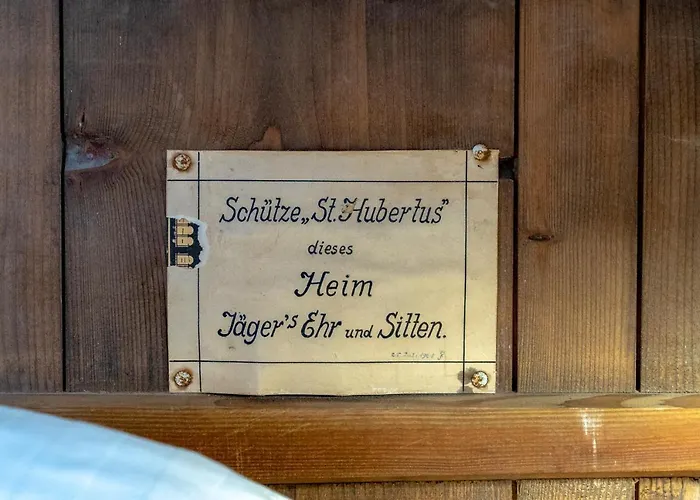 Schütze „St. Hubertus"
dieses
Heim
Jäger's Ehr und Sitten.